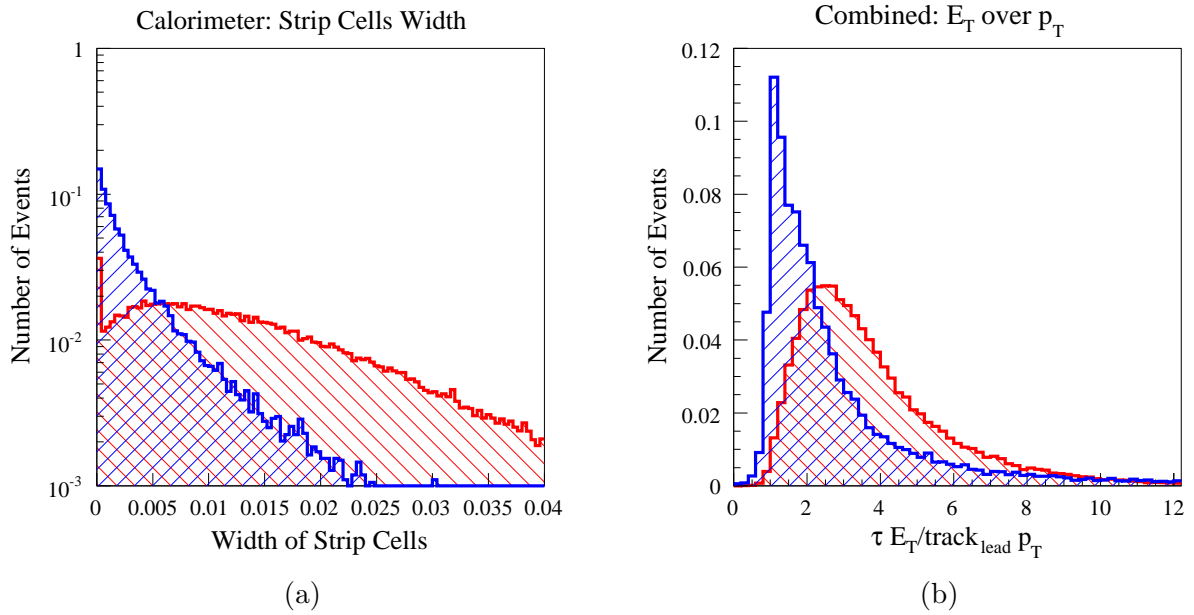 Calorimeter: Strip Cells Width
Number of Events
1
10⁻¹
10⁻²
10⁻³
0 0.005 0.01 0.015 0.02 0.025 0.03 0.035 0.04
Width of Strip Cells
(a)
Combined: E_T over p_T
Number of Events
0.12
0.1
0.08
0.06
0.04
0.02
0
0 2 4 6 8 10 12
τ E_T/track_lead p_T
(b)